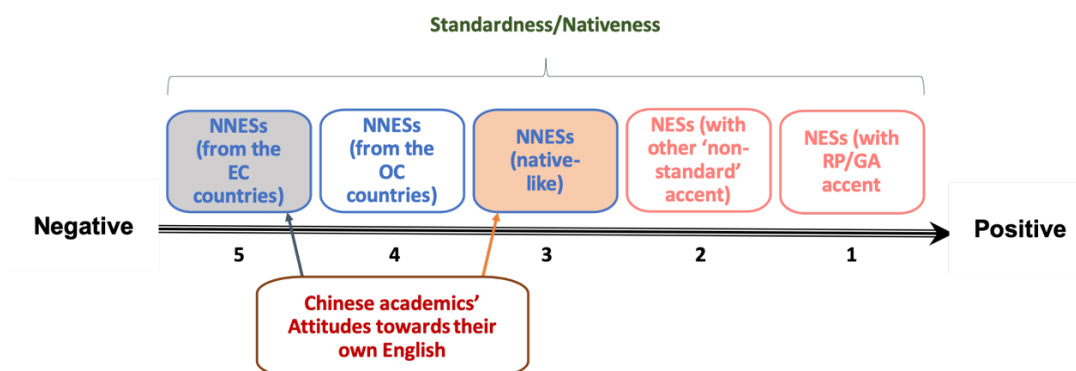 Standardness/Nativeness
NNESs
(from the
EC
countries)
NNESs
(from the
OC
countries)
NNESs
(native-
like)
NESs (with
other ‘non-
standard’
accent)
NESs (with
RP/GA
accent
Negative
Positive
5
4
3
2
1
Chinese academics’
Attitudes towards their
own English